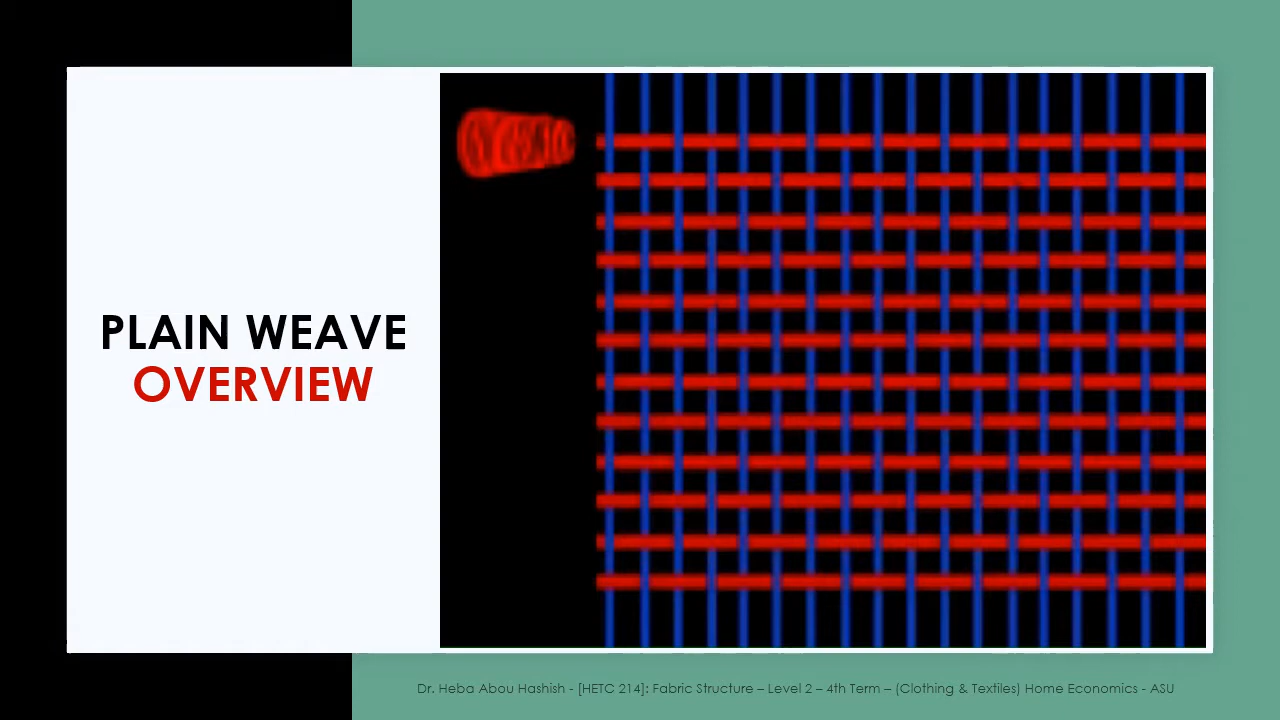 PLAIN WEAVE
OVERVIEW
Dr. Heba Abou Hashish - [HETC 214]: Fabric Structure – Level 2 – 4th Term – (Clothing & Textiles) Home Economics - ASU